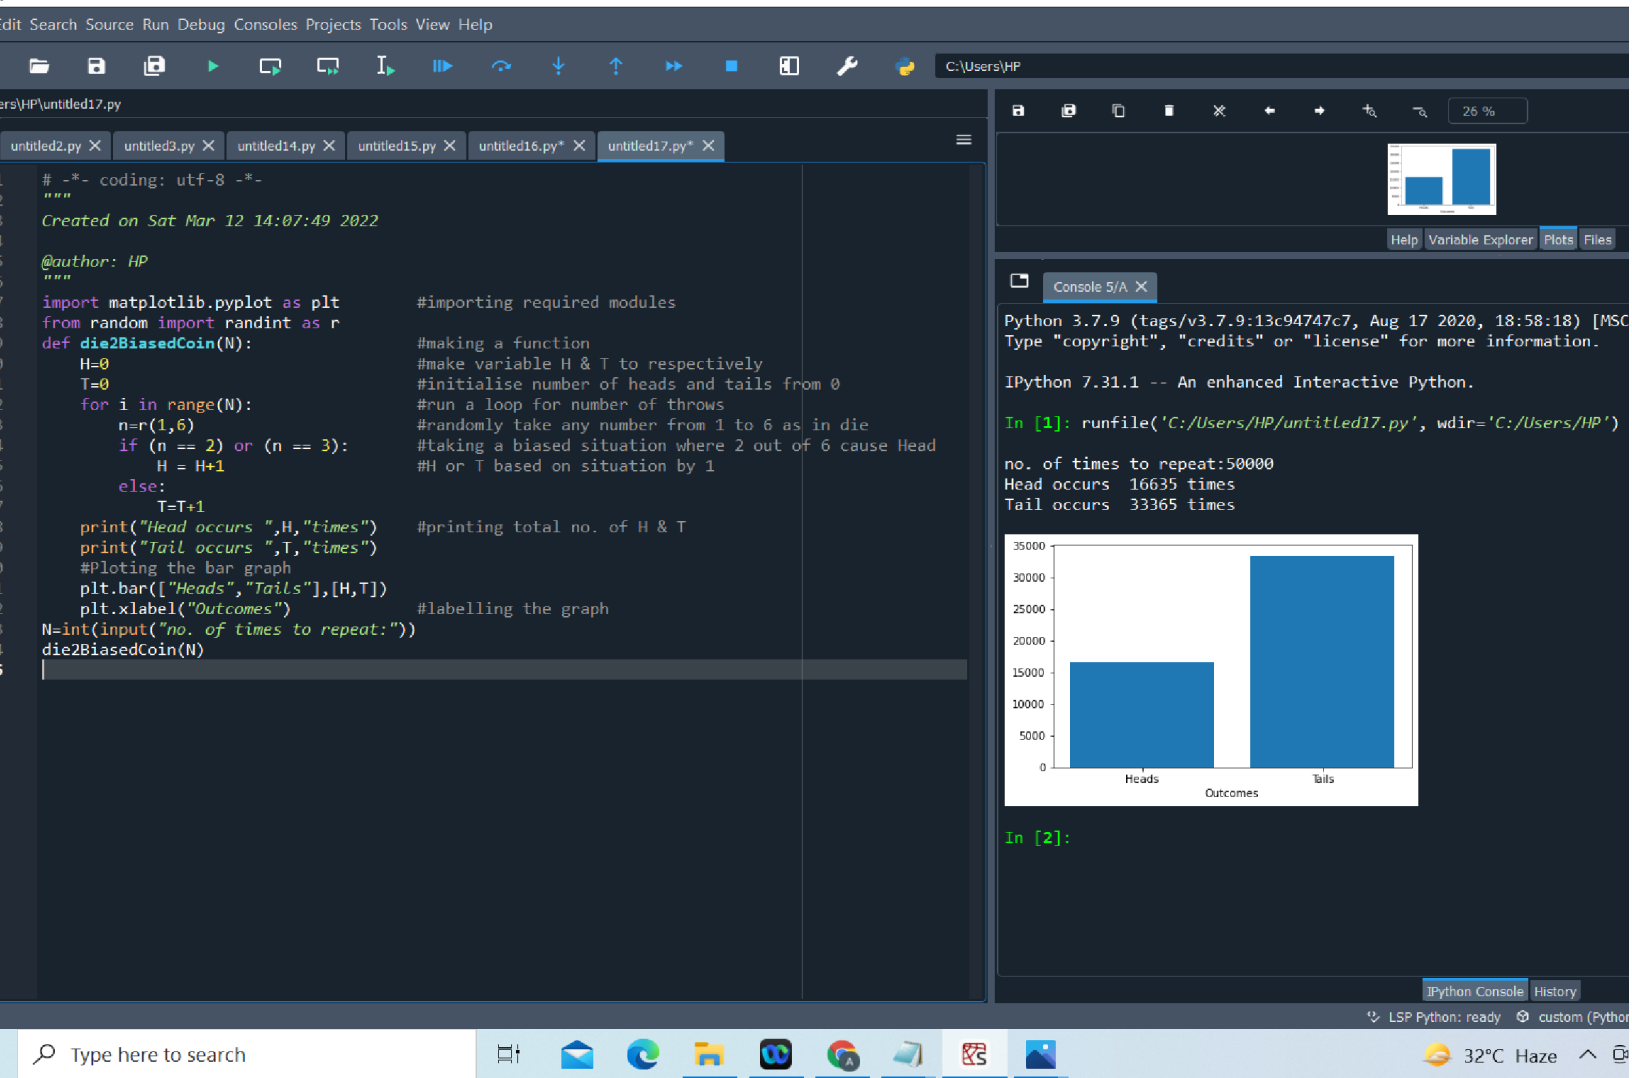 Edit Search Source Run Debug Consoles Projects Tools View Help
C:\Users\HP
ers\HP\untitled17.py
untitled2.py
untitled3.py
untitled14.py
untitled15.py
untitled16.py*
untitled17.py*
# -*- coding: utf-8 -*-
"""
Created on Sat Mar 12 14:07:49 2022
@author: HP
"""
import matplotlib.pyplot as plt #importing required modules
from random import randint as r
def die2BiasedCoin(N): #making a function
H=0 #make variable H & T to respectively
T=0 #initialise number of heads and tails from 0
for i in range(N): #run a loop for number of throws
n=r(1,6) #randomly take any number from 1 to 6 as in die
if (n == 2) or (n == 3): #taking a biased situation where 2 out of 6 cause Head
H = H+1 #H or T based on situation by 1
else:
T=T+1
print("Head occurs ",H,"times") #printing total no. of H & T
print("Tail occurs ",T,"times")
#Ploting the bar graph
plt.bar(["Heads","Tails"],[H,T])
plt.xlabel("Outcomes") #labelling the graph
N=int(input("no. of times to repeat:"))
die2BiasedCoin(N)
26 %
Help Variable Explorer Plots Files
Console 5/A
Python 3.7.9 (tags/v3.7.9:13c94747c7, Aug 17 2020, 18:58:18) [MSC
Type "copyright", "credits" or "license" for more information.
IPython 7.31.1 -- An enhanced Interactive Python.
In [1]: runfile('C:/Users/HP/untitled17.py', wdir='C:/Users/HP')
no. of times to repeat:50000
Head occurs  16635 times
Tail occurs  33365 times
35000
30000
25000
20000
15000
10000
5000
0
Heads
Tails
Outcomes
In [2]:
IPython Console History
LSP Python: ready custom (Python
Type here to search
32°C Haze